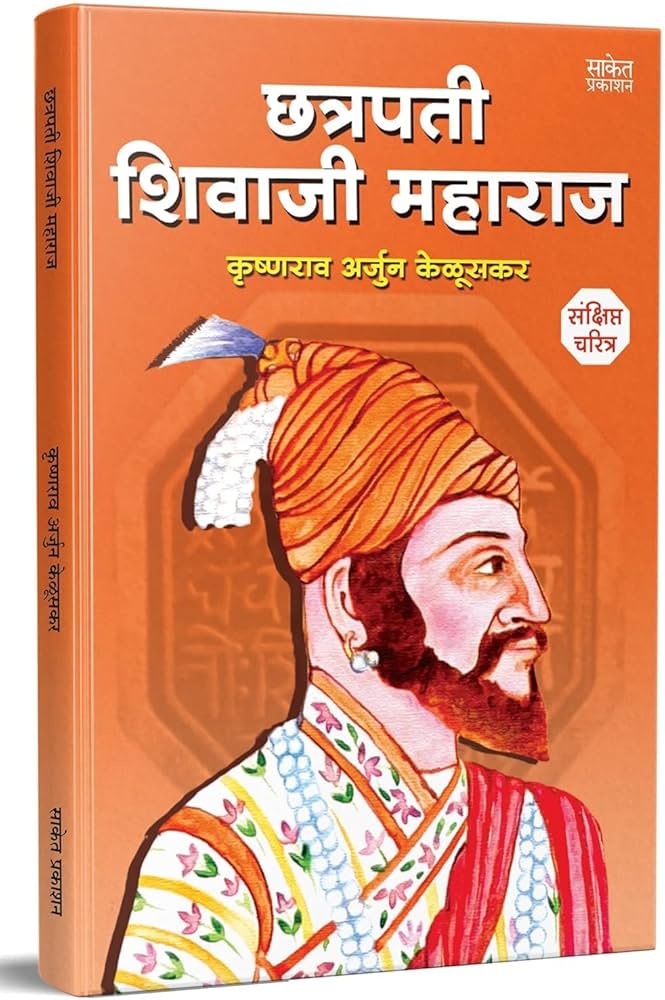 साकेत
प्रकाशन
छत्रपती
शिवाजी महाराज
कृष्णराव अर्जुन केळूसकर
संक्षिप्त
चरित्र
छत्रपती शिवाजी महाराज
कृष्णराव अर्जुन केळूसकर
साकेत प्रकाशन